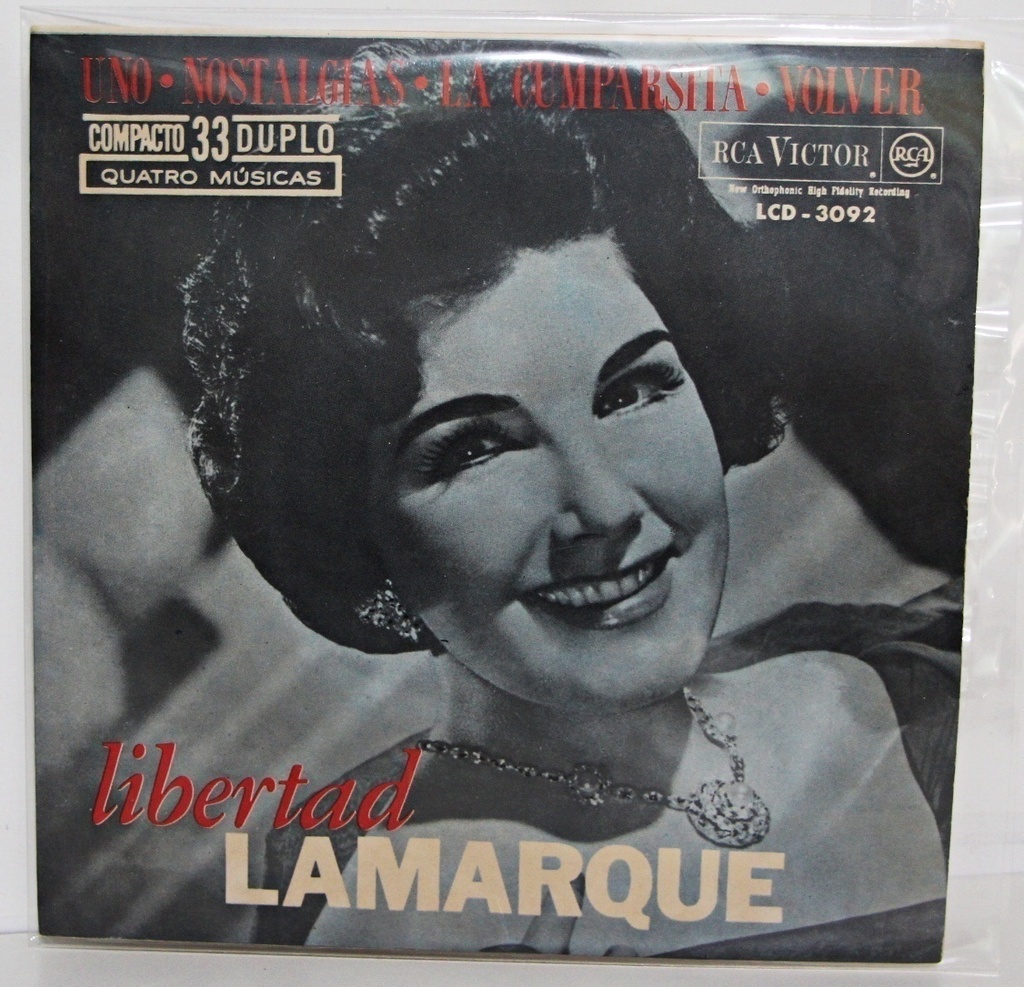 UNO • NOSTALGIAS • LA CUMPARSITA • VOLVER
COMPACTO 33 DUPLO
QUATRO MÚSICAS
RCA VICTOR RCA
New Orthophonic High Fidelity Recording
LCD - 3092
libertad
LAMARQUE